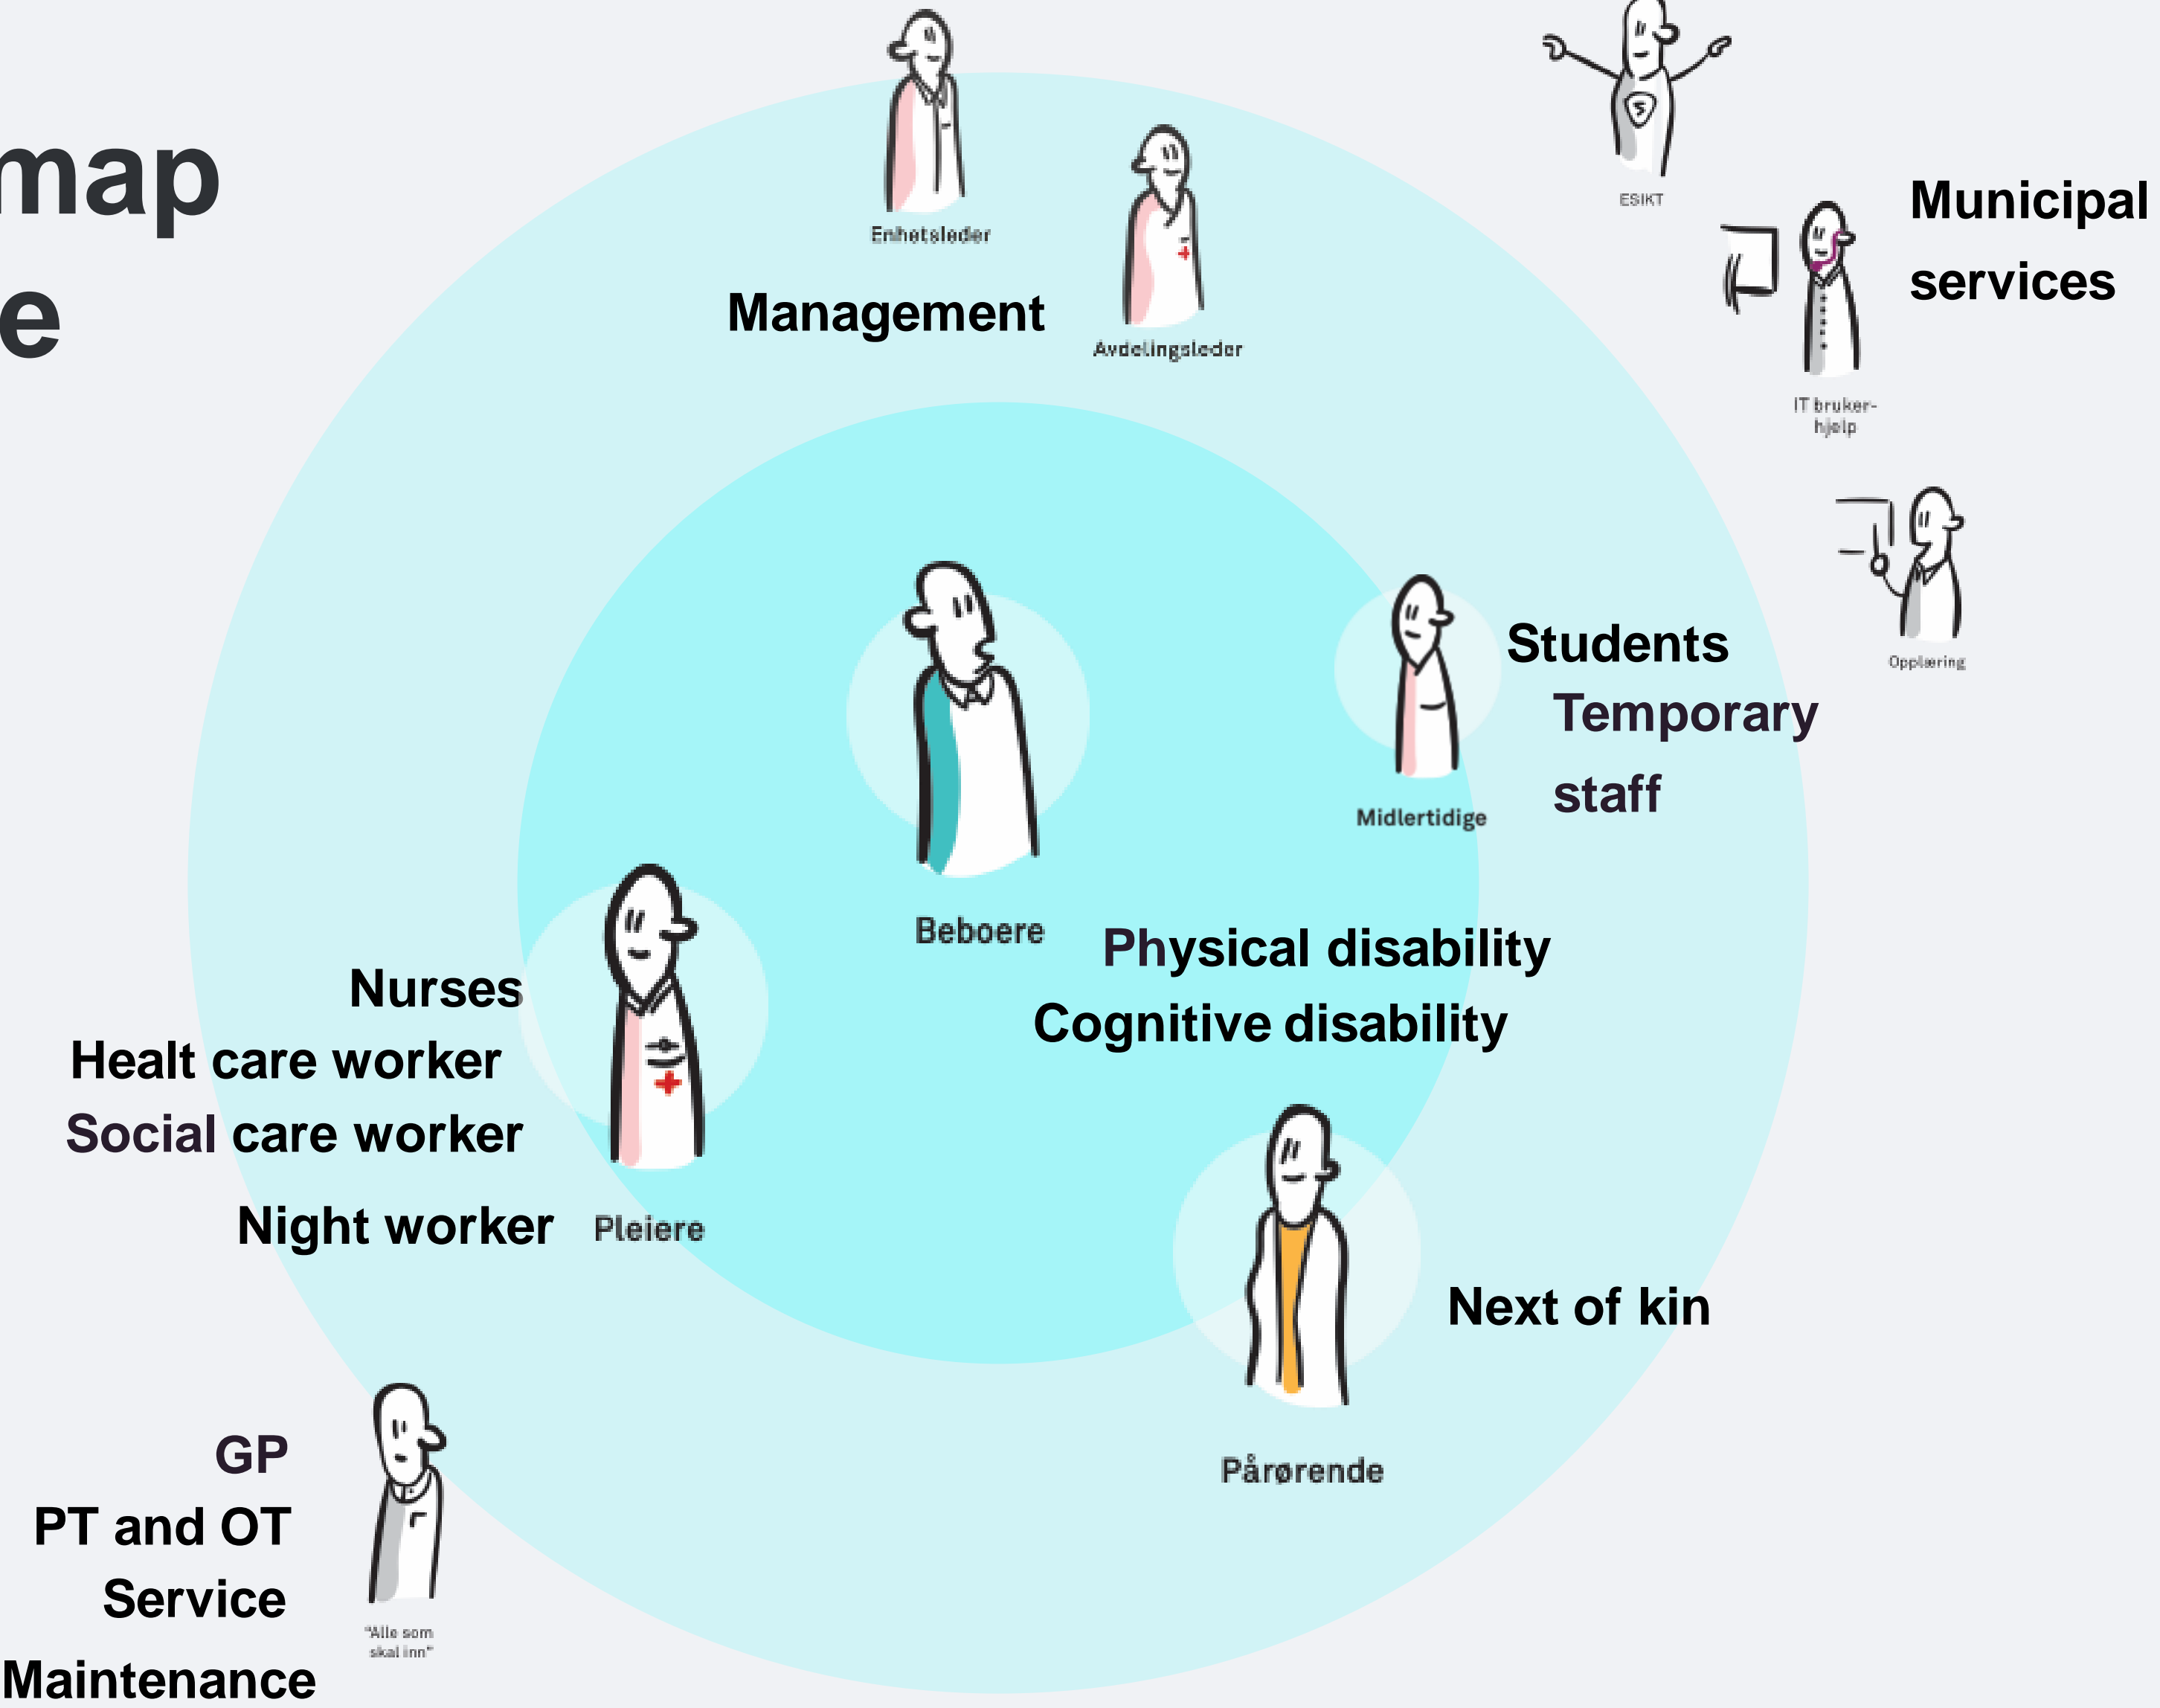 map
e
Enhetsleder
Management
Avdelingsleder
ESIKT
Municipal
services
IT bruker-
hjelp
Opplæring
Students
Temporary
staff
Midlertidige
Beboere
Physical disability
Cognitive disability
Nurses
Healt care worker
Social care worker
Night worker
Pleiere
Next of kin
Pårørende
GP
PT and OT
Service
Maintenance
"Alle som
skal inn"